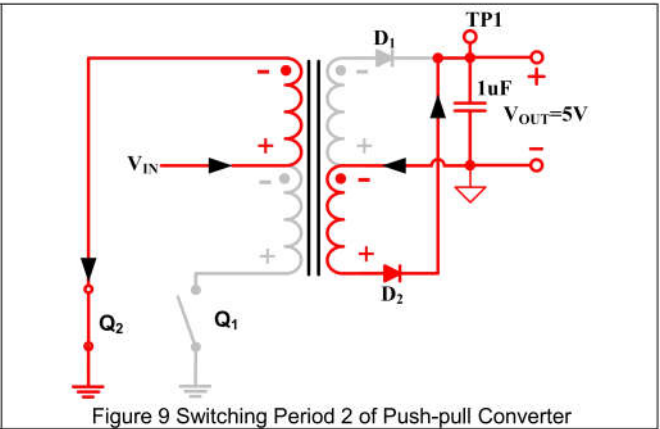 TP1
D1
- -
1uF
+
VOUT=5V
VIN
+ +
-
- -
+ +
D2
Q2
Q1
Figure 9 Switching Period 2 of Push-pull Converter